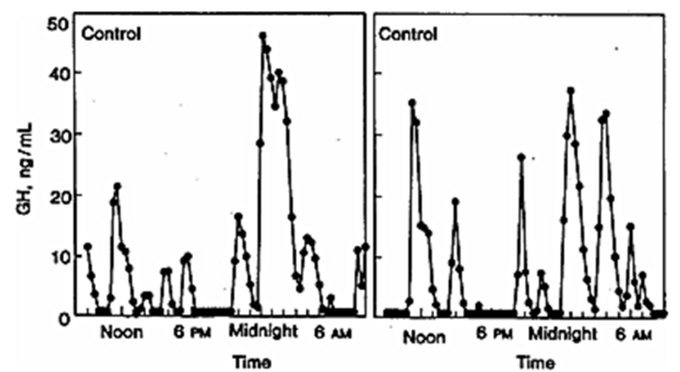 50
40
30
20
10
0
GH, ng/mL
Control
Noon 6 PM Midnight 6 AM
Time
Control
Noon 6 PM Midnight 6 AM
Time